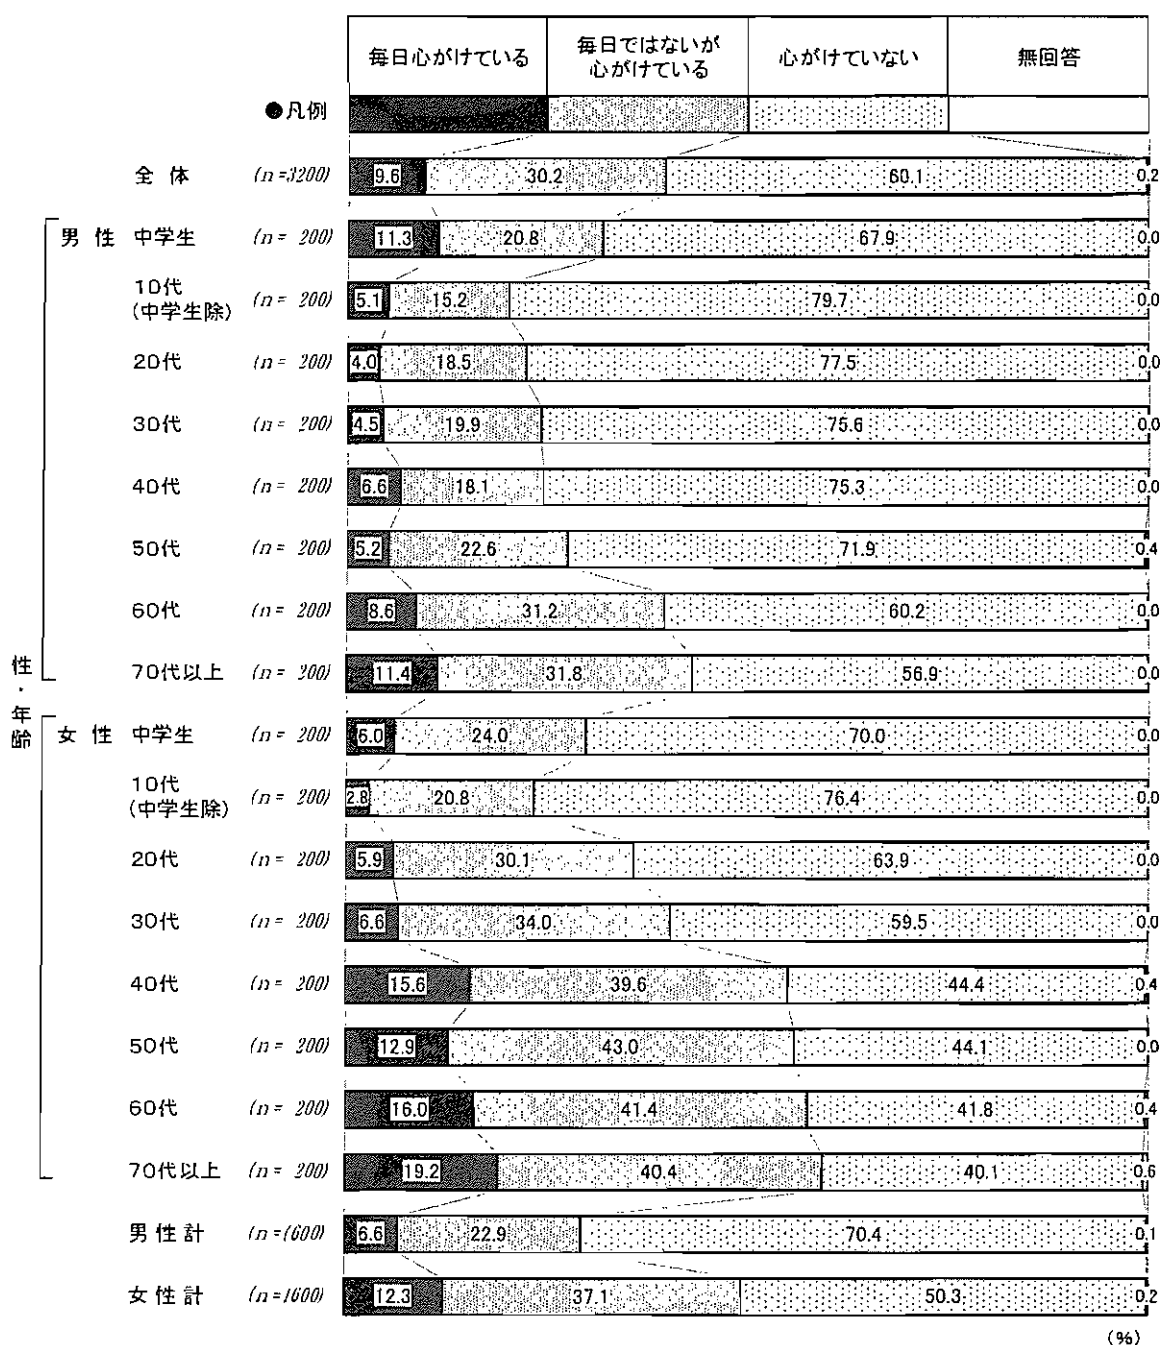 毎日心がけている 毎日ではないが心がけている 心がけていない 無回答
●凡例
全体 (n=3200) 9.6 30.2 60.1 0.2
性・年齢
男性 中学生 (n= 200) 11.3 20.8 67.9 0.0
10代(中学生除) (n= 200) 5.1 15.2 79.7 0.0
20代 (n= 200) 4.0 18.5 77.5 0.0
30代 (n= 200) 4.5 19.9 75.6 0.0
40代 (n= 200) 6.6 18.1 75.3 0.0
50代 (n= 200) 5.2 22.6 71.9 0.4
60代 (n= 200) 8.6 31.2 60.2 0.0
70代以上 (n= 200) 11.4 31.8 56.9 0.0
女性 中学生 (n= 200) 6.0 24.0 70.0 0.0
10代(中学生除) (n= 200) 2.8 20.8 76.4 0.0
20代 (n= 200) 5.9 30.1 63.9 0.0
30代 (n= 200) 6.6 34.0 59.5 0.0
40代 (n= 200) 15.6 39.6 44.4 0.4
50代 (n= 200) 12.9 43.0 44.1 0.0
60代 (n= 200) 16.0 41.4 41.8 0.4
70代以上 (n= 200) 19.2 40.4 40.1 0.6
男性計 (n=1600) 6.6 22.9 70.4 0.1
女性計 (n=1600) 12.3 37.1 50.3 0.2
(%)